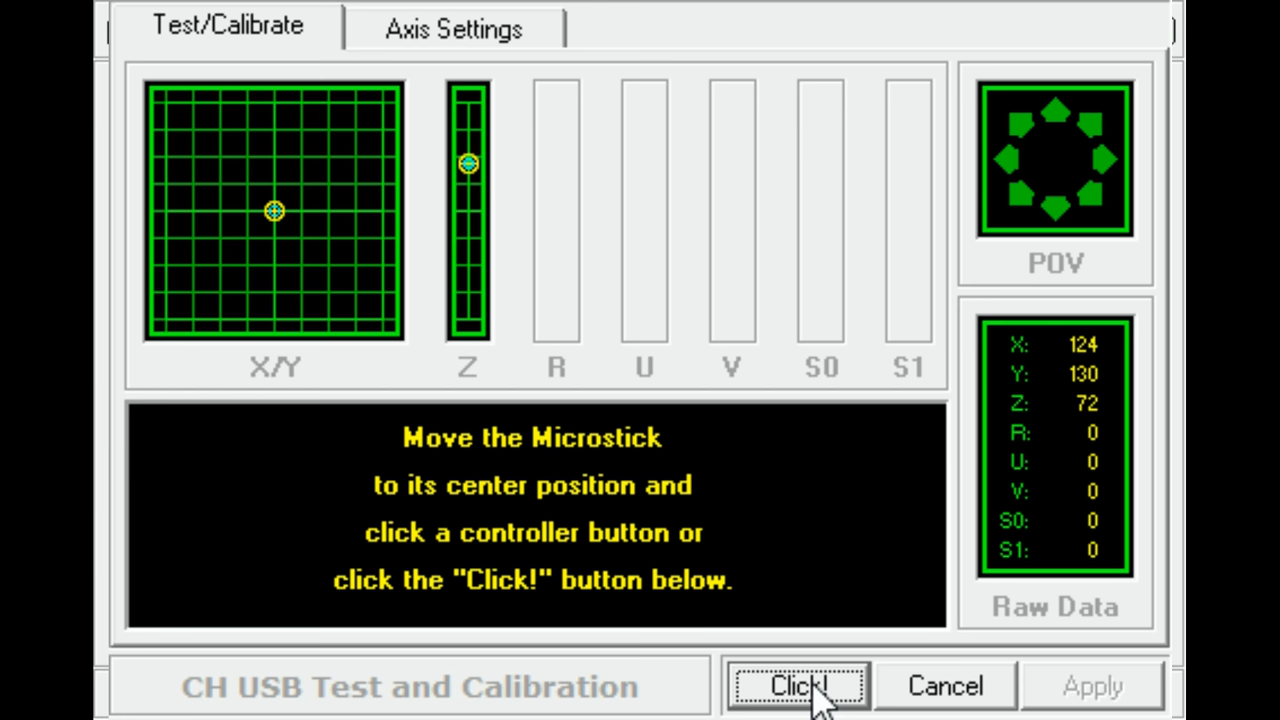 Test/Calibrate
Axis Settings
X/Y
Z
R
U
V
S0
S1
POV
X: 124
Y: 130
Z: 72
R: 0
U: 0
V: 0
S0: 0
S1: 0
Raw Data
Move the Microstick
to its center position and
click a controller button or
click the "Click!" button below.
CH USB Test and Calibration
Click!
Cancel
Apply